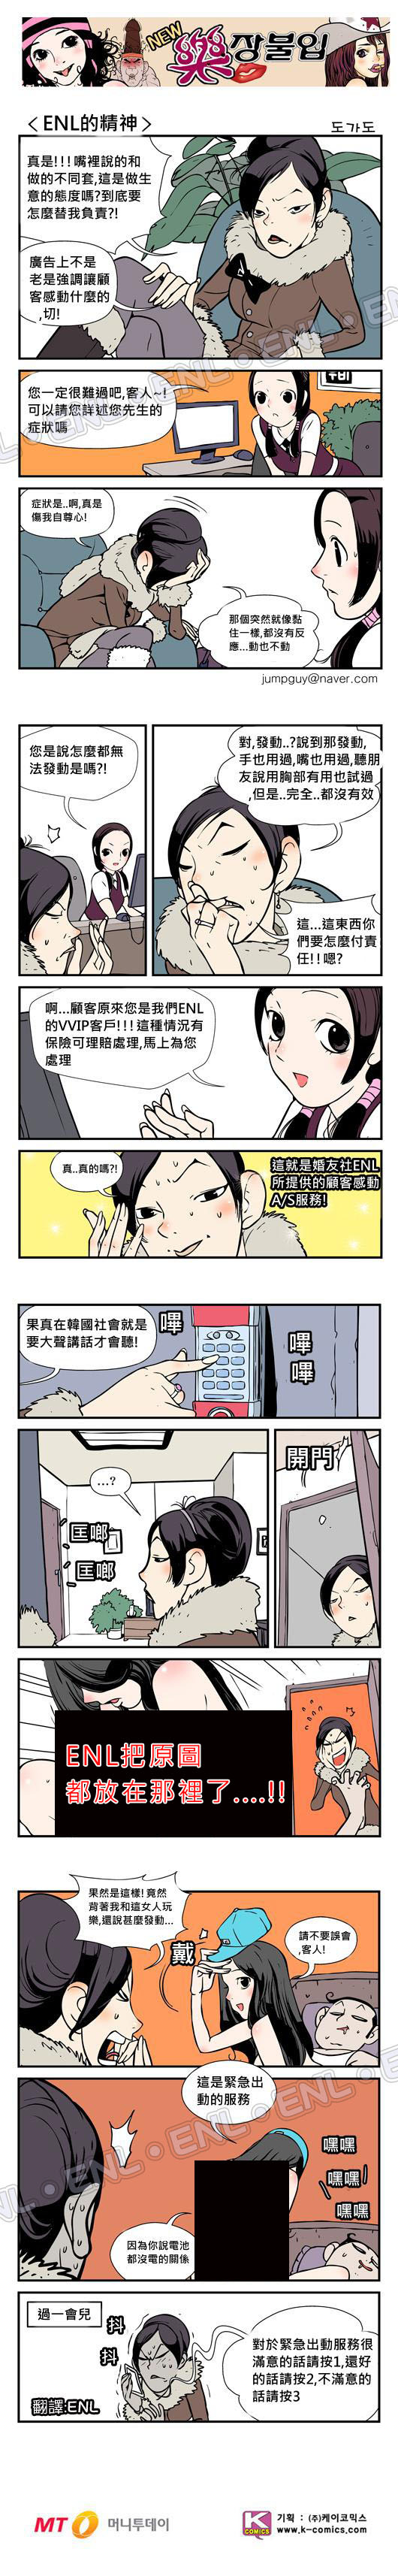 NEW
樂
장불입
<ENL的精神>
도가도
真是!!!嘴裡說的和
做的不同套,這是做生
意的態度嗎?到底要
怎麼替我負責?!
廣告上不是
老是強調讓顧
客感動什麼的
,切!
ENL•ENL•ENL•ENL
您一定很難過吧,客人~!
可以請您詳述您先生的
症狀嗎
症狀是..啊,真是
傷我自尊心!
那個突然就像黏
住一樣,都沒有反
應...動也不動
jumpguy@naver.com
您是說怎麼都無
法發動是嗎?!
對,發動..?說到那發動,
手也用過,嘴也用過,聽朋
友說用胸部有用也試過
,但是..完全..都沒有效
這...這東西你
們要怎麼付責
任!!嗯?
啊...顧客原來您是我們ENL
的VVIP客戶!!!這種情況有
保險可理賠處理,馬上為您
處理
真..真的嗎?!
這就是婚友社ENL
所提供的顧客感動
A/S服務!
果真在韓國社會就是
要大聲講話才會聽!
嗶
嗶
嗶
...?
匡啷
匡啷
開門
ENL把原圖
都放在那裡了....!!
果然是這樣!竟然
背著我和這女人玩
樂,還說甚麼發動...
戴
請不要誤會
,客人!
這是緊急出
動的服務
ENL•ENL•ENL•ENL
嘿嘿
嘿嘿
嘿嘿
因為你說電池
都沒電的關係
過一會兒
抖
抖
對於緊急出動服務很
滿意的話請按1,還好
的話請按2,不滿意的
話請按3
翻譯:ENL
MT 머니투데이
K COMICS
기획 : (주)케이코믹스
www.k-comics.com